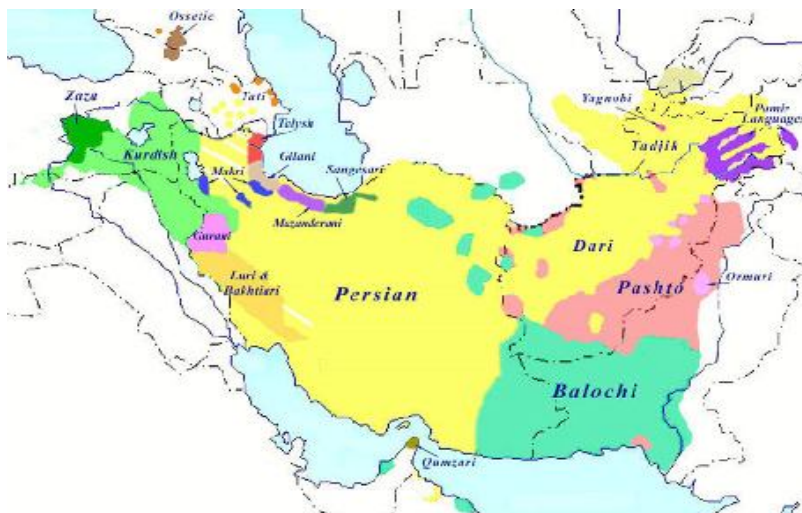 Ossetic
Zaza
Tati
Talysh
Kurdish
Gilani
Makri
Sangesari
Mazanderani
Gurani
Luri &
Bakhtiari
Persian
Yagnobi
Pamir
Languages
Tadjik
Dari
Pashto
Ormuri
Balochi
Qumzari